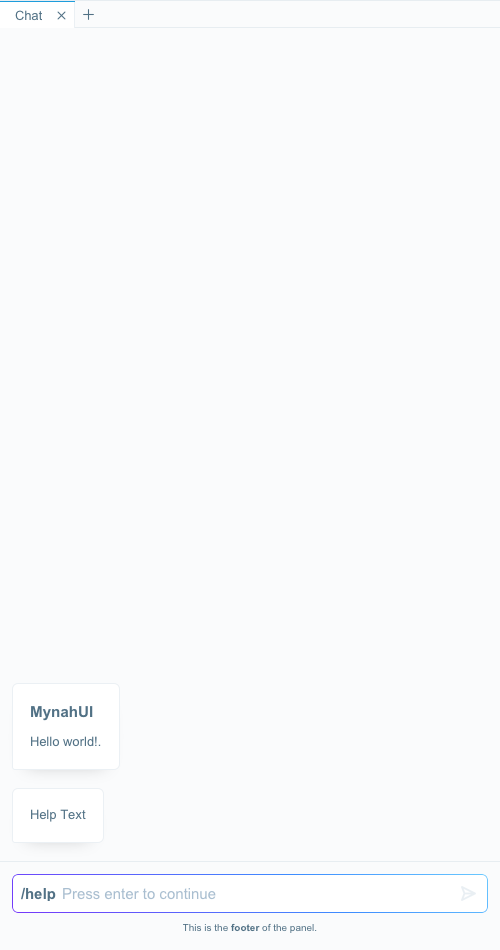 Chat
MynahUI
Hello world!.
Help Text
/help Press enter to continue
This is the footer of the panel.